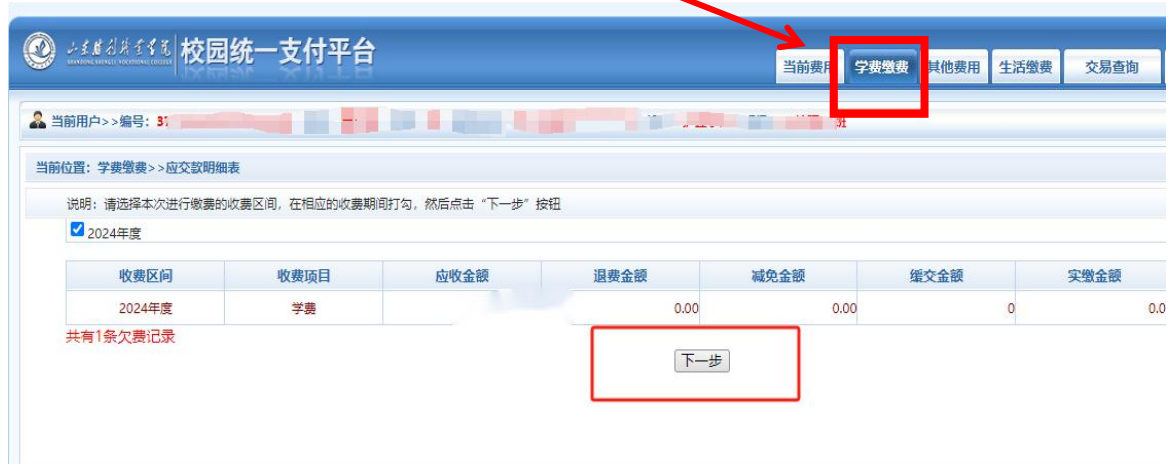 校园统一支付平台
当前费用 学费缴费 其他费用 生活缴费 交易查询
当前用户>>编号：37
班
当前位置：学费缴费>>应交款明细表
说明：请选择本次进行缴费的收费区间，在相应的收费期间打勾，然后点击“下一步”按钮
2024年度
收费区间 收费项目 应收金额 退费金额 减免金额 缓交金额 实缴金额
2024年度 学费 0.00 0.00 0 0.0
共有1条欠费记录
下一步